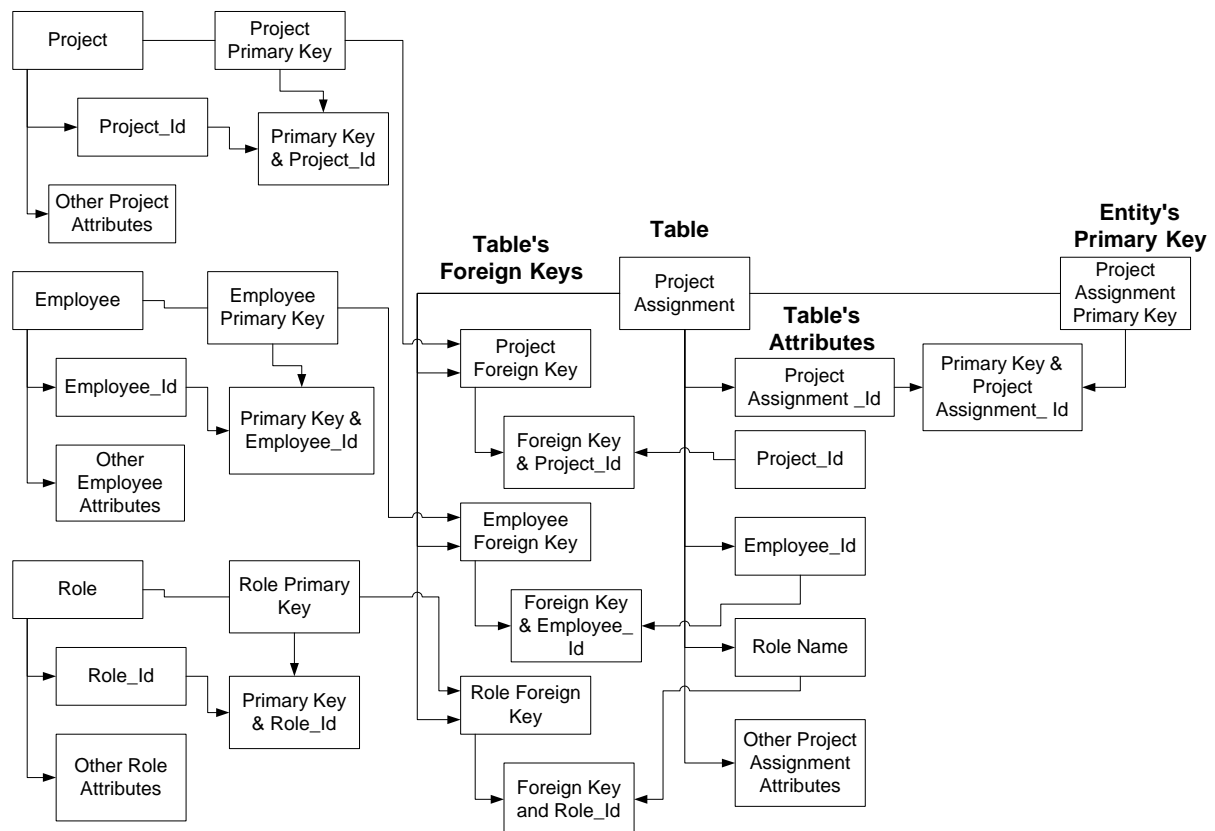 Project
Project
Primary Key
Project_Id
Primary Key
& Project_Id
Other Project
Attributes
Employee
Employee
Primary Key
Employee_Id
Primary Key &
Employee_Id
Other
Employee
Attributes
Role
Role Primary
Key
Role_Id
Primary Key
& Role_Id
Other Role
Attributes
Table's
Foreign Keys
Project
Foreign Key
Foreign Key
& Project_Id
Employee
Foreign Key
Foreign Key
& Employee_
Id
Role Foreign
Key
Foreign Key
and Role_Id
Table
Project
Assignment
Table's
Attributes
Project
Assignment _Id
Project_Id
Employee_Id
Role Name
Other Project
Assignment
Attributes
Entity's
Primary Key
Project
Assignment
Primary Key
Primary Key &
Project
Assignment_ Id